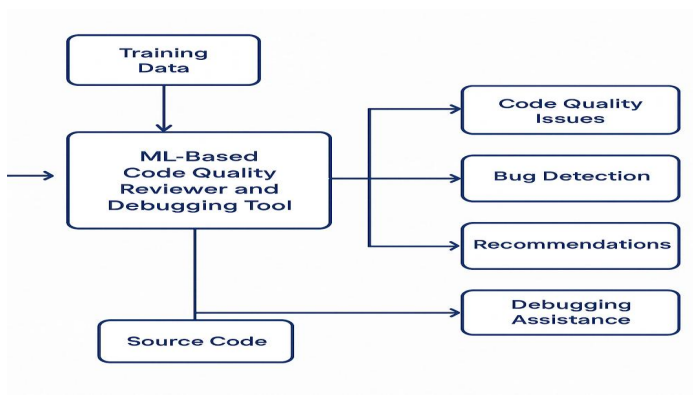 Training
Data
ML-Based
Code Quality
Reviewer and
Debugging Tool
Source Code
Code Quality
Issues
Bug Detection
Recommendations
Debugging
Assistance